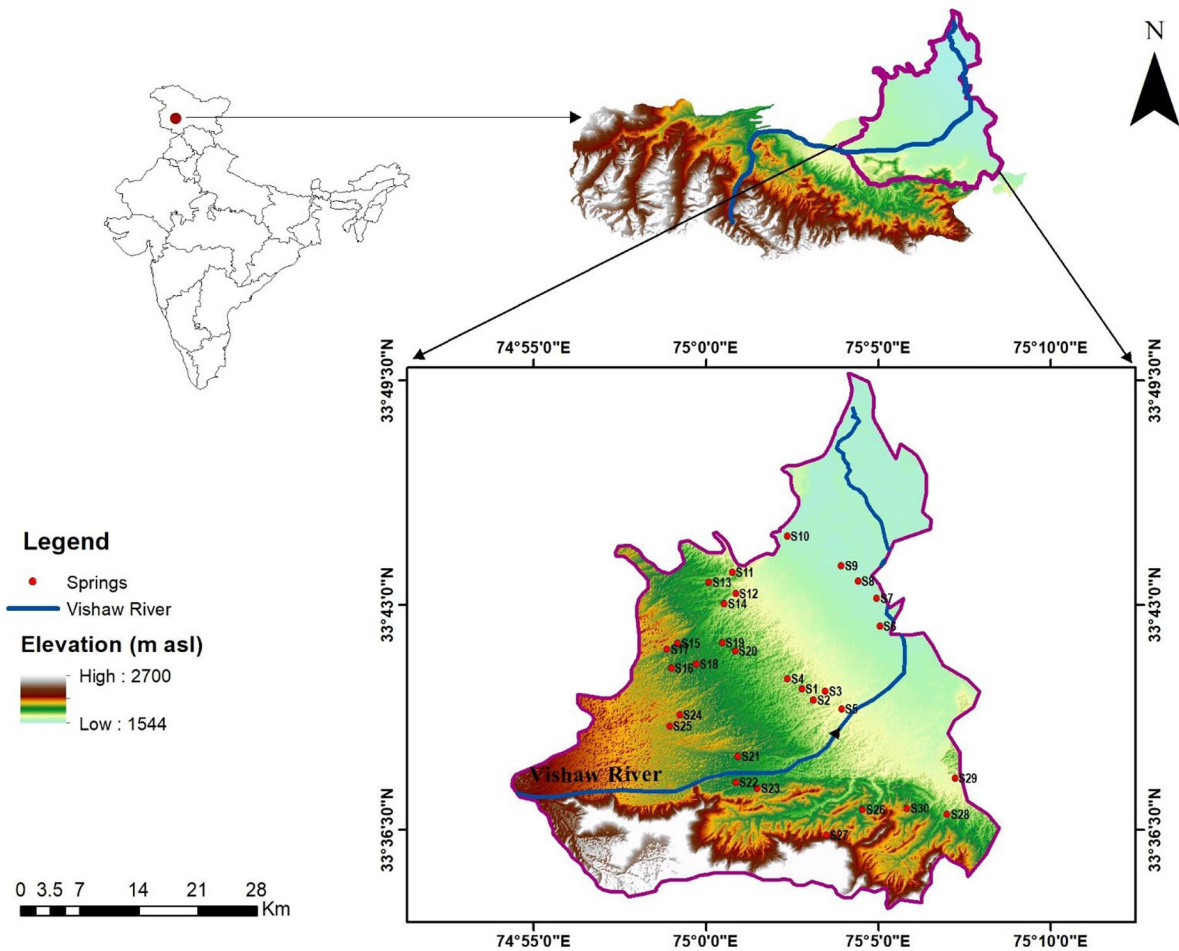 N
74°55'0"E 75°0'0"E 75°5'0"E 75°10'0"E
33°49'30"N 33°49'30"N
S10
S9
S11
S8
S13
S12
S7
S14
33°43'0"N 33°43'0"N
S6
S15 S19
S17 S20
S18
S16
S4
S1 S3
S2
S5
S24
S25
S21
Vishaw River
S22
S23
S29
S26 S30
S28
S27
33°36'30"N 33°36'30"N
74°55'0"E 75°0'0"E 75°5'0"E 75°10'0"E
Legend
Springs
Vishaw River
Elevation (m asl)
High : 2700
Low : 1544
0 3.5 7 14 21 28
Km